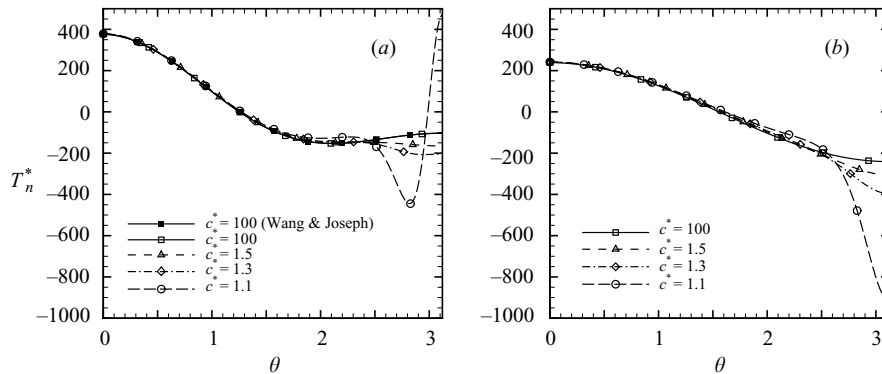 400
200
0
–200
–400
–600
–800
–1000
T*n
(a)
c* = 100 (Wang & Joseph)
c* = 100
c* = 1.5
c* = 1.3
c* = 1.1
0 1 2 3
θ
400
200
0
–200
–400
–600
–800
–1000
(b)
c* = 100
c* = 1.5
c* = 1.3
c* = 1.1
0 1 2 3
θ